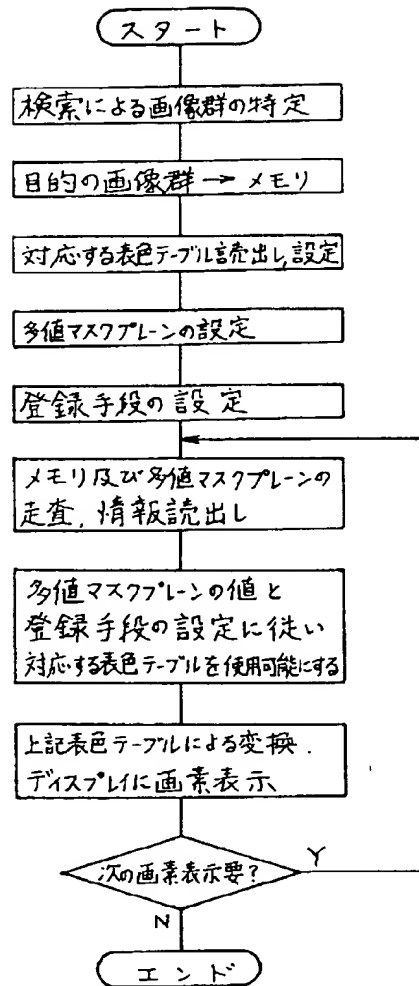 スタート
検索による画像群の特定
目的の画像群→メモリ
対応する表色テーブル読出し,設定
多値マスクプレーンの設定
登録手段の設定
メモリ及び多値マスクプレーンの
走査,情報読出し
多値マスクプレーンの値と
登録手段の設定に従い
対応する表色テーブルを使用可能にする
上記表色テーブルによる変換.
ディスプレイに画素表示
次の画素表示要?
Y
N
エンド